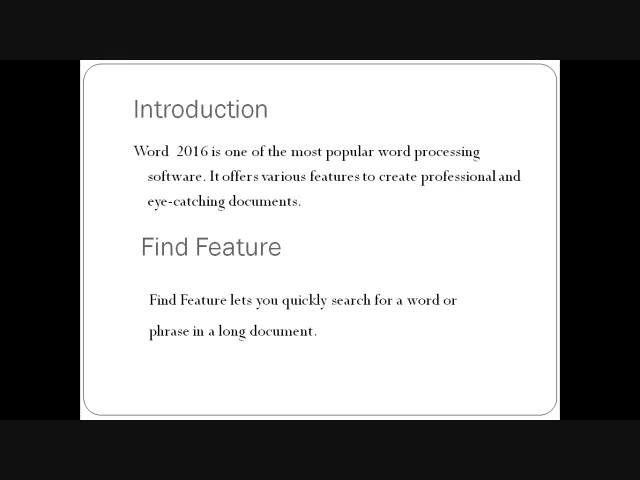 Introduction
Word 2016 is one of the most popular word processing
software. It offers various features to create professional and
eye-catching documents.
Find Feature
Find Feature lets you quickly search for a word or
phrase in a long document.